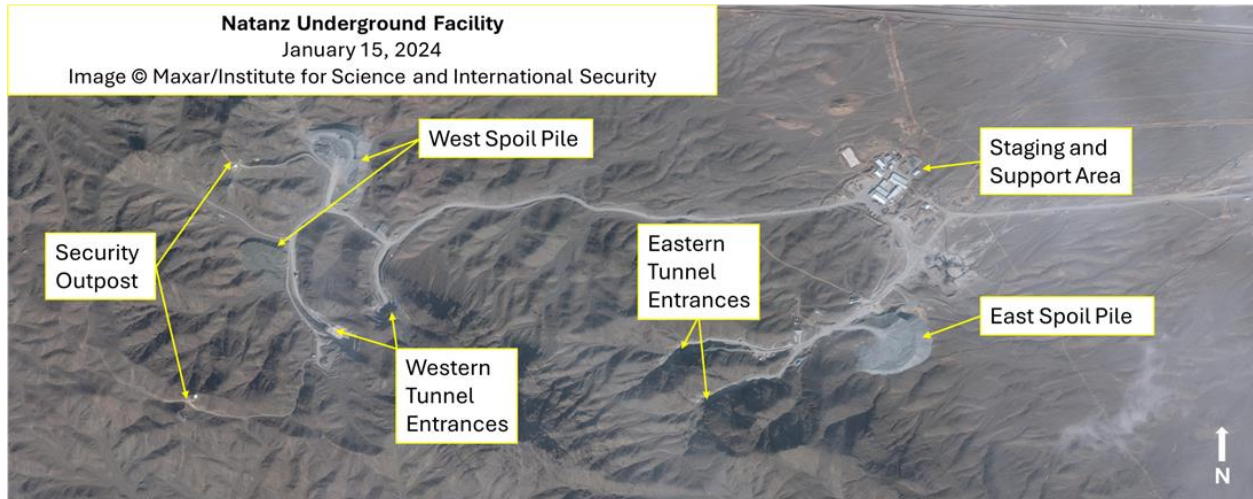 Natanz Underground Facility
January 15, 2024
Image © Maxar/Institute for Science and International Security
West Spoil Pile
Staging and
Support Area
Security
Outpost
Eastern
Tunnel
Entrances
East Spoil Pile
Western
Tunnel
Entrances
N